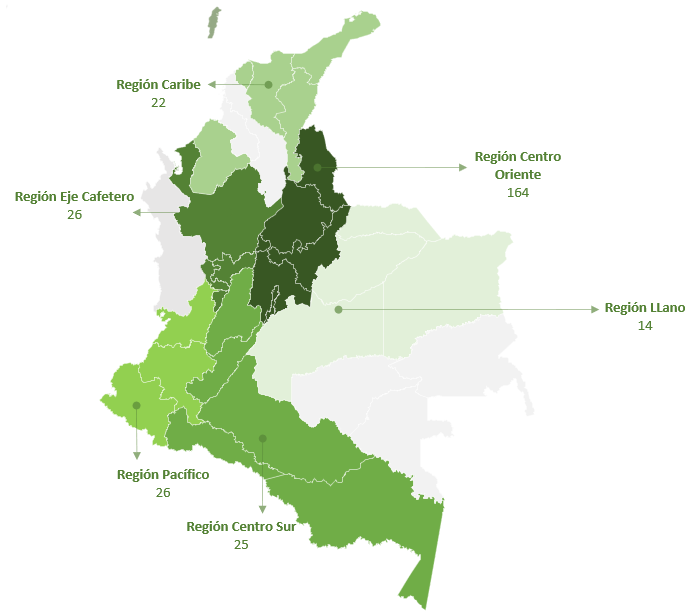 Región Caribe
22
Región Centro
Oriente
164
Región Eje Cafetero
26
Región LLano
14
Región Pacífico
26
Región Centro Sur
25